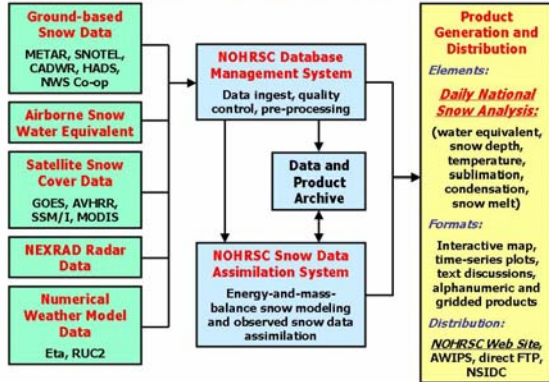 Ground-based
Snow Data
METAR, SNOTEL,
CADWR, HADS,
NWS Co-op
Airborne Snow
Water Equivalent
Satellite Snow
Cover Data
GOES, AVHRR,
SSM/I, MODIS
NEXRAD Radar
Data
Numerical
Weather Model
Data
Eta, RUC2
NOHRSC Database
Management System
Data ingest, quality
control, pre-processing
Data and
Product
Archive
NOHRSC Snow Data
Assimilation System
Energy-and-mass-
balance snow modeling
and observed snow data
assimilation
Product
Generation and
Distribution
Elements:
Daily National
Snow Analysis:
(water equivalent,
snow depth,
temperature,
sublimation,
condensation,
snow melt)
Formats:
Interactive map,
time-series plots,
text discussions,
alphanumeric and
gridded products
Distribution:
NOHRSC Web Site,
AWIPS, direct FTP,
NSIDC